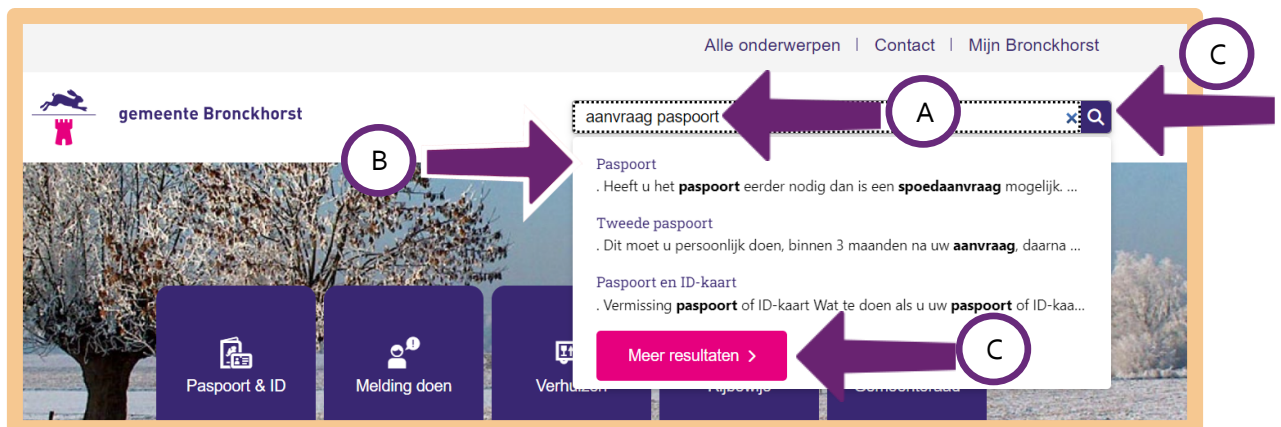 Alle onderwerpen | Contact | Mijn Bronckhorst
C
gemeente Bronckhorst
aanvraag paspoort
A
B
Paspoort
. Heeft u het paspoort eerder nodig dan is een spoedaanvraag mogelijk. ...
Tweede paspoort
. Dit moet u persoonlijk doen, binnen 3 maanden na uw aanvraag, daarna ...
Paspoort en ID-kaart
. Vermissing paspoort of ID-kaart Wat te doen als u uw paspoort of ID-kaa...
Meer resultaten >
C
Paspoort & ID
Melding doen
Verhuizen
Rijbewijs
Gemeenteraad